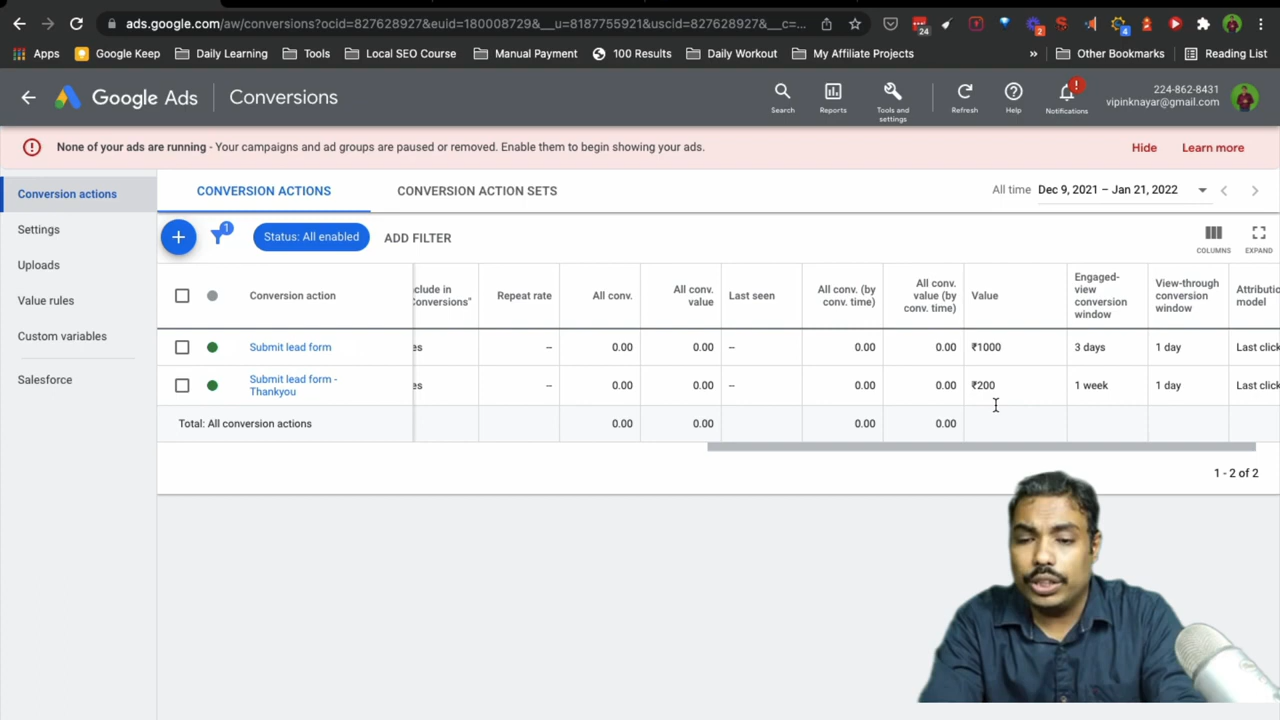 ads.google.com/aw/conversions?ocid=827628927&euid=180008729&__u=8187755921&uscid=827628927&__c=...
24
2
4
Apps
Google Keep
Daily Learning
Tools
Local SEO Course
Manual Payment
100 Results
Daily Workout
My Affiliate Projects
»
Other Bookmarks
Reading List
Google Ads
Conversions
Search
Reports
Tools and
settings
Refresh
Help
Notifications
224-862-8431
vipinknayar@gmail.com
None of your ads are running - Your campaigns and ad groups are paused or removed. Enable them to begin showing your ads.
Hide
Learn more
Conversion actions
Settings
Uploads
Value rules
Custom variables
Salesforce
CONVERSION ACTIONS
CONVERSION ACTION SETS
All time Dec 9, 2021 – Jan 21, 2022
1
Status: All enabled
ADD FILTER
COLUMNS
EXPAND
Conversion action
clude in
Conversions"
Repeat rate
All conv.
All conv.
value
Last seen
All conv. (by
conv. time)
All conv.
value (by
conv. time)
Value
Engaged-
view
conversion
window
View-through
conversion
window
Attributio
model
Submit lead form
es – 0.00 0.00 – 0.00 0.00 ₹1000 3 days 1 day Last click
Submit lead form -
Thankyou
es – 0.00 0.00 – 0.00 0.00 ₹200 1 week 1 day Last click
Total: All conversion actions 0.00 0.00 0.00 0.00
1 - 2 of 2